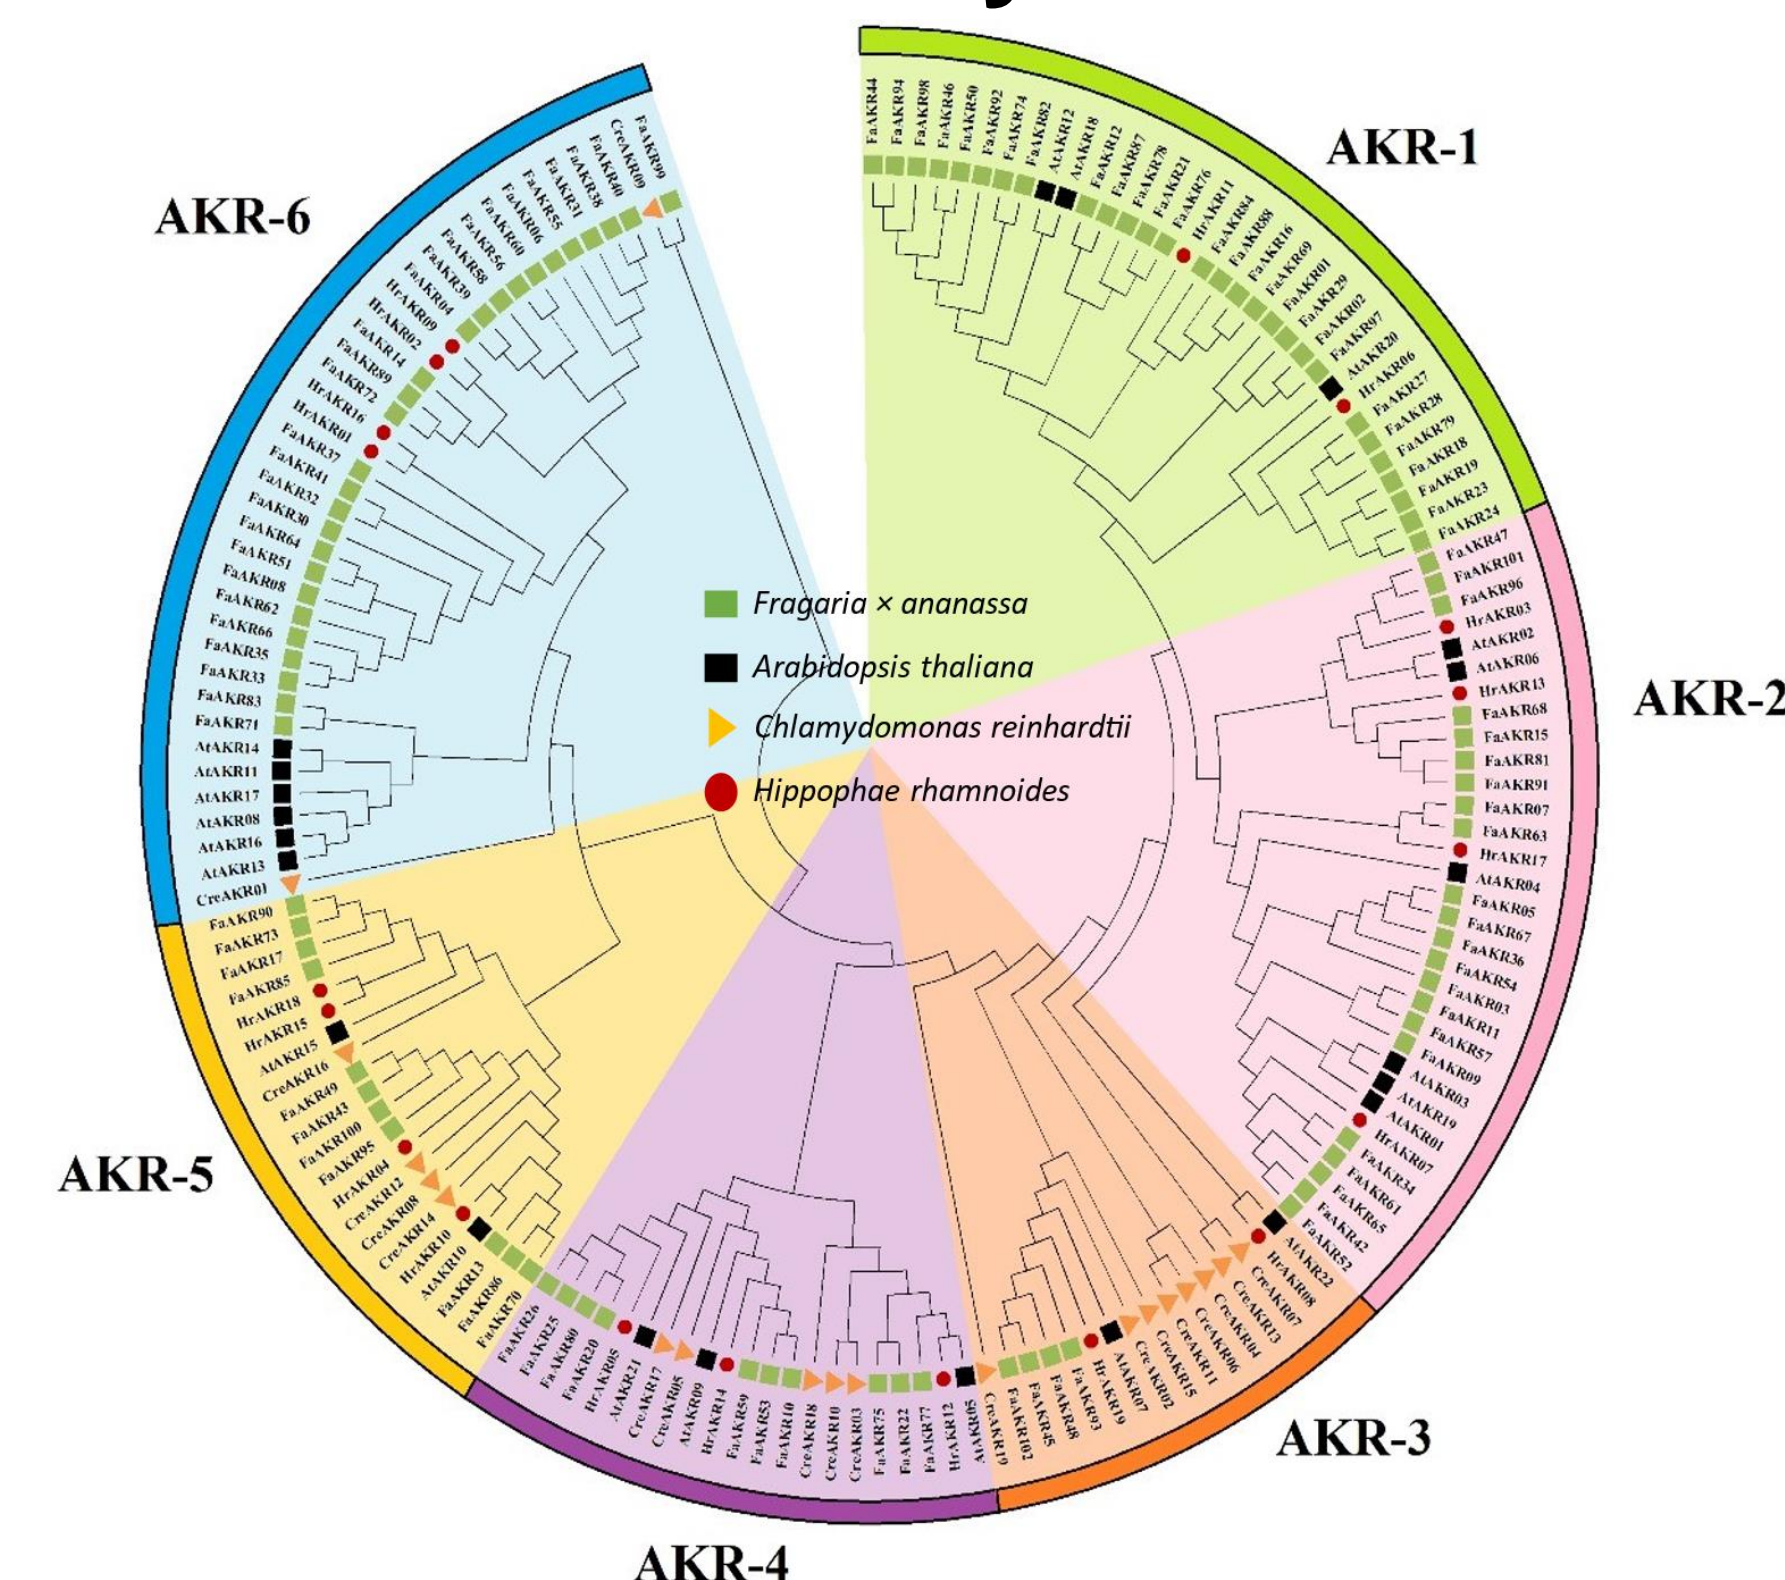 AKR-1
FaAKR44
FaAKR94
FaAKR98
FaAKR46
FaAKR50
FaAKR92
FaAKR74
FaAKR82
AtAKR12
AtAKR18
FaAKR12
FaAKR87
FaAKR78
FaAKR21
FaAKR76
HrAKR11
FaAKR84
FaAKR88
FaAKR16
FaAKR69
FaAKR01
FaAKR29
FaAKR02
FaAKR97
AtAKR20
HrAKR06
FaAKR27
FaAKR28
FaAKR79
FaAKR18
FaAKR19
FaAKR23
FaAKR24
AKR-2
FaAKR47
FaAKR101
FaAKR96
HrAKR03
AtAKR02
AtAKR06
HrAKR13
FaAKR68
FaAKR15
FaAKR81
FaAKR91
FaAKR07
FaAKR63
HrAKR17
AtAKR04
FaAKR05
FaAKR67
FaAKR36
FaAKR54
FaAKR03
FaAKR11
FaAKR57
FaAKR09
AtAKR03
AtAKR19
AtAKR01
HrAKR07
FaAKR34
FaAKR61
FaAKR65
FaAKR42
FaAKR52
AKR-3
AtAKR22
HrAKR08
CreAKR07
CreAKR13
CreAKR04
CreAKR06
CreAKR11
CreAKR15
CreAKR02
AtAKR07
HrAKR19
FaAKR93
FaAKR48
FaAKR45
FaAKR102
CreAKR19
AKR-4
AtAKR05
HrAKR12
FaAKR77
FaAKR22
FaAKR75
CreAKR03
CreAKR10
CreAKR18
FaAKR10
FaAKR53
FaAKR59
HrAKR14
AtAKR09
CreAKR05
CreAKR17
AtAKR21
HrAKR05
FaAKR20
FaAKR80
FaAKR25
FaAKR26
AKR-5
FaAKR70
FaAKR86
FaAKR13
AtAKR10
HrAKR10
CreAKR14
CreAKR08
CreAKR12
HrAKR04
FaAKR95
FaAKR100
FaAKR43
FaAKR49
CreAKR16
AtAKR15
HrAKR15
HrAKR18
FaAKR85
FaAKR17
FaAKR73
FaAKR90
AKR-6
CreAKR01
AtAKR13
AtAKR16
AtAKR08
AtAKR17
AtAKR11
AtAKR14
FaAKR71
FaAKR83
FaAKR33
FaAKR35
FaAKR66
FaAKR62
FaAKR08
FaAKR51
FaAKR64
FaAKR30
FaAKR32
FaAKR41
FaAKR37
HrAKR01
HrAKR16
FaAKR72
FaAKR89
FaAKR14
HrAKR02
HrAKR09
FaAKR04
FaAKR39
FaAKR58
FaAKR56
FaAKR60
FaAKR06
FaAKR55
FaAKR31
FaAKR38
FaAKR40
CreAKR09
FaAKR99
Fragaria × ananassa
Arabidopsis thaliana
Chlamydomonas reinhardtii
Hippophae rhamnoides